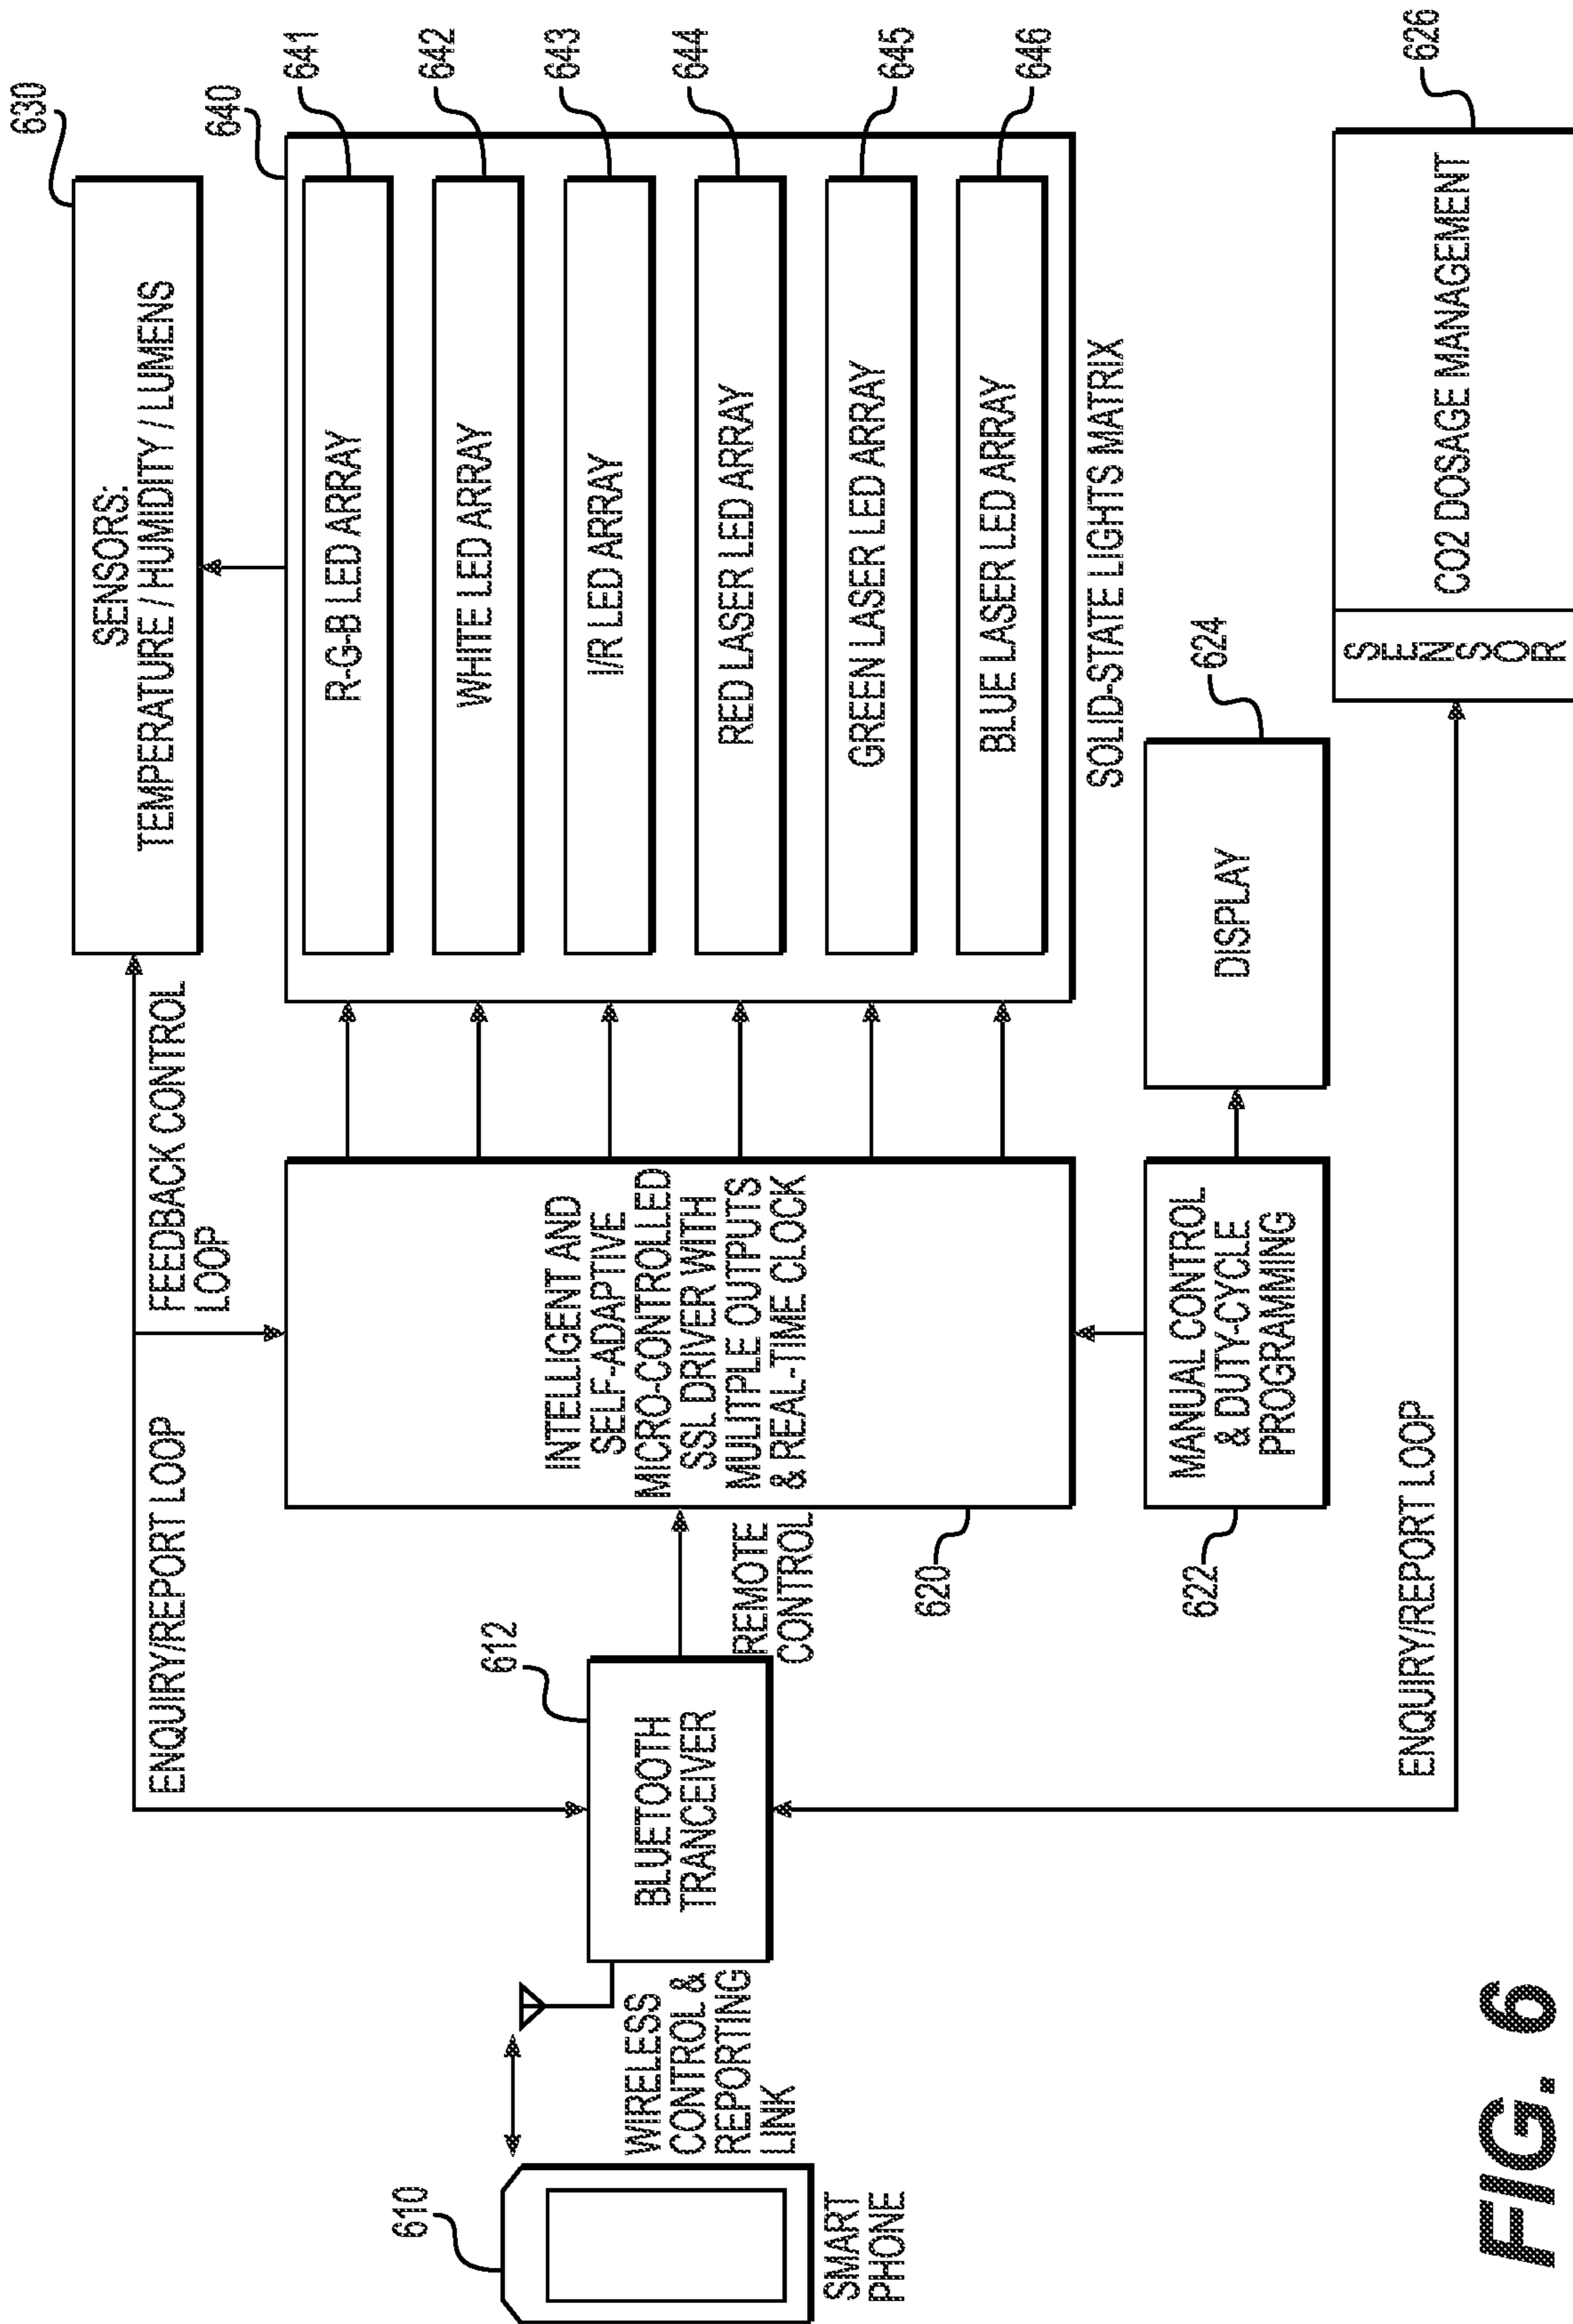 630
SENSORS:
TEMPERATURE / HUMIDITY / LUMENS
ENQUIRY/REPORT LOOP
FEEDBACK CONTROL
LOOP
640
641
R-G-B LED ARRAY
642
WHITE LED ARRAY
643
I/R LED ARRAY
644
RED LASER LED ARRAY
645
GREEN LASER LED ARRAY
646
BLUE LASER LED ARRAY
SOLID-STATE LIGHTS MATRIX
610
SMART
PHONE
WIRELESS
CONTROL &
REPORTING
LINK
612
BLUETOOTH
TRANCEIVER
REMOTE
CONTROL
INTELLIGENT AND
SELF-ADAPTIVE
MICRO-CONTROLLED
SSL DRIVER WITH
MULITPLE OUTPUTS
& REAL-TIME CLOCK
620
622
MANUAL CONTROL
& DUTY-CYCLE
PROGRAMMING
624
DISPLAY
ENQUIRY/REPORT LOOP
SENSOR
CO2 DOSAGE MANAGEMENT
626
FIG. 6